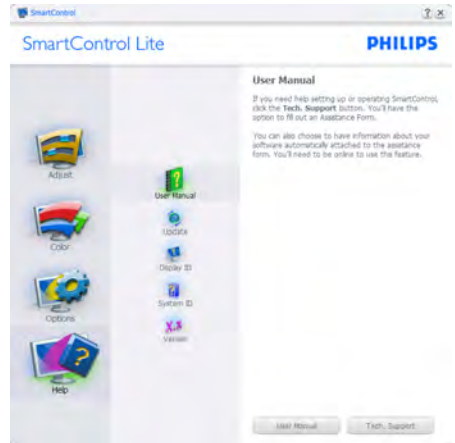 SmartControl
? X
SmartControl Lite
PHILIPS
Adjust
Color
Options
Help
User Manual
Update
Display ID
System ID
X.X
Version
User Manual
If you need help setting up or operating SmartControl,
click the Tech. Support button. You'll have the
option to fill out an Assistance Form.
You can also choose to have information about your
software automatically attached to the assistance
form. You'll need to be online to use the feature.
User Manual
Tech. Support